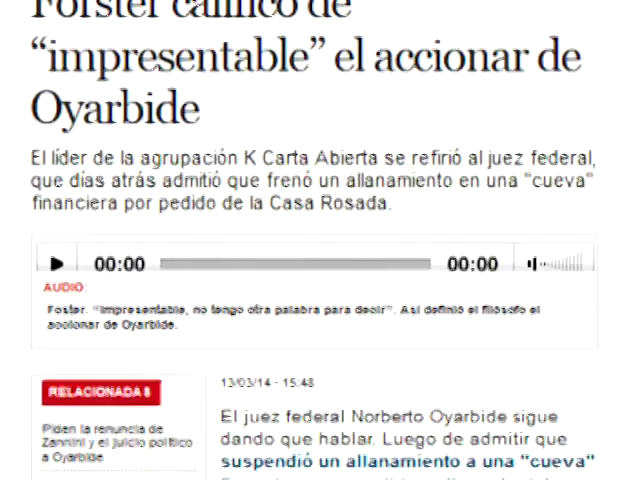 Forster calificó de
“impresentable” el accionar de
Oyarbide
El líder de la agrupación K Carta Abierta se refirió al juez federal,
que días atrás admitió que frenó un allanamiento en una "cueva"
financiera por pedido de la Casa Rosada.
00:00 00:00
AUDIO:
Foster. "Impresentable, no tengo otra palabra para decir". Así definió el filósofo el
accionar de Oyarbide.
RELACIONADAS
Piden la renuncia de
Zannini y el juicio político
a Oyarbide
13/03/14 - 15:48
El juez federal Norberto Oyarbide sigue
dando que hablar. Luego de admitir que
suspendió un allanamiento a una "cueva"